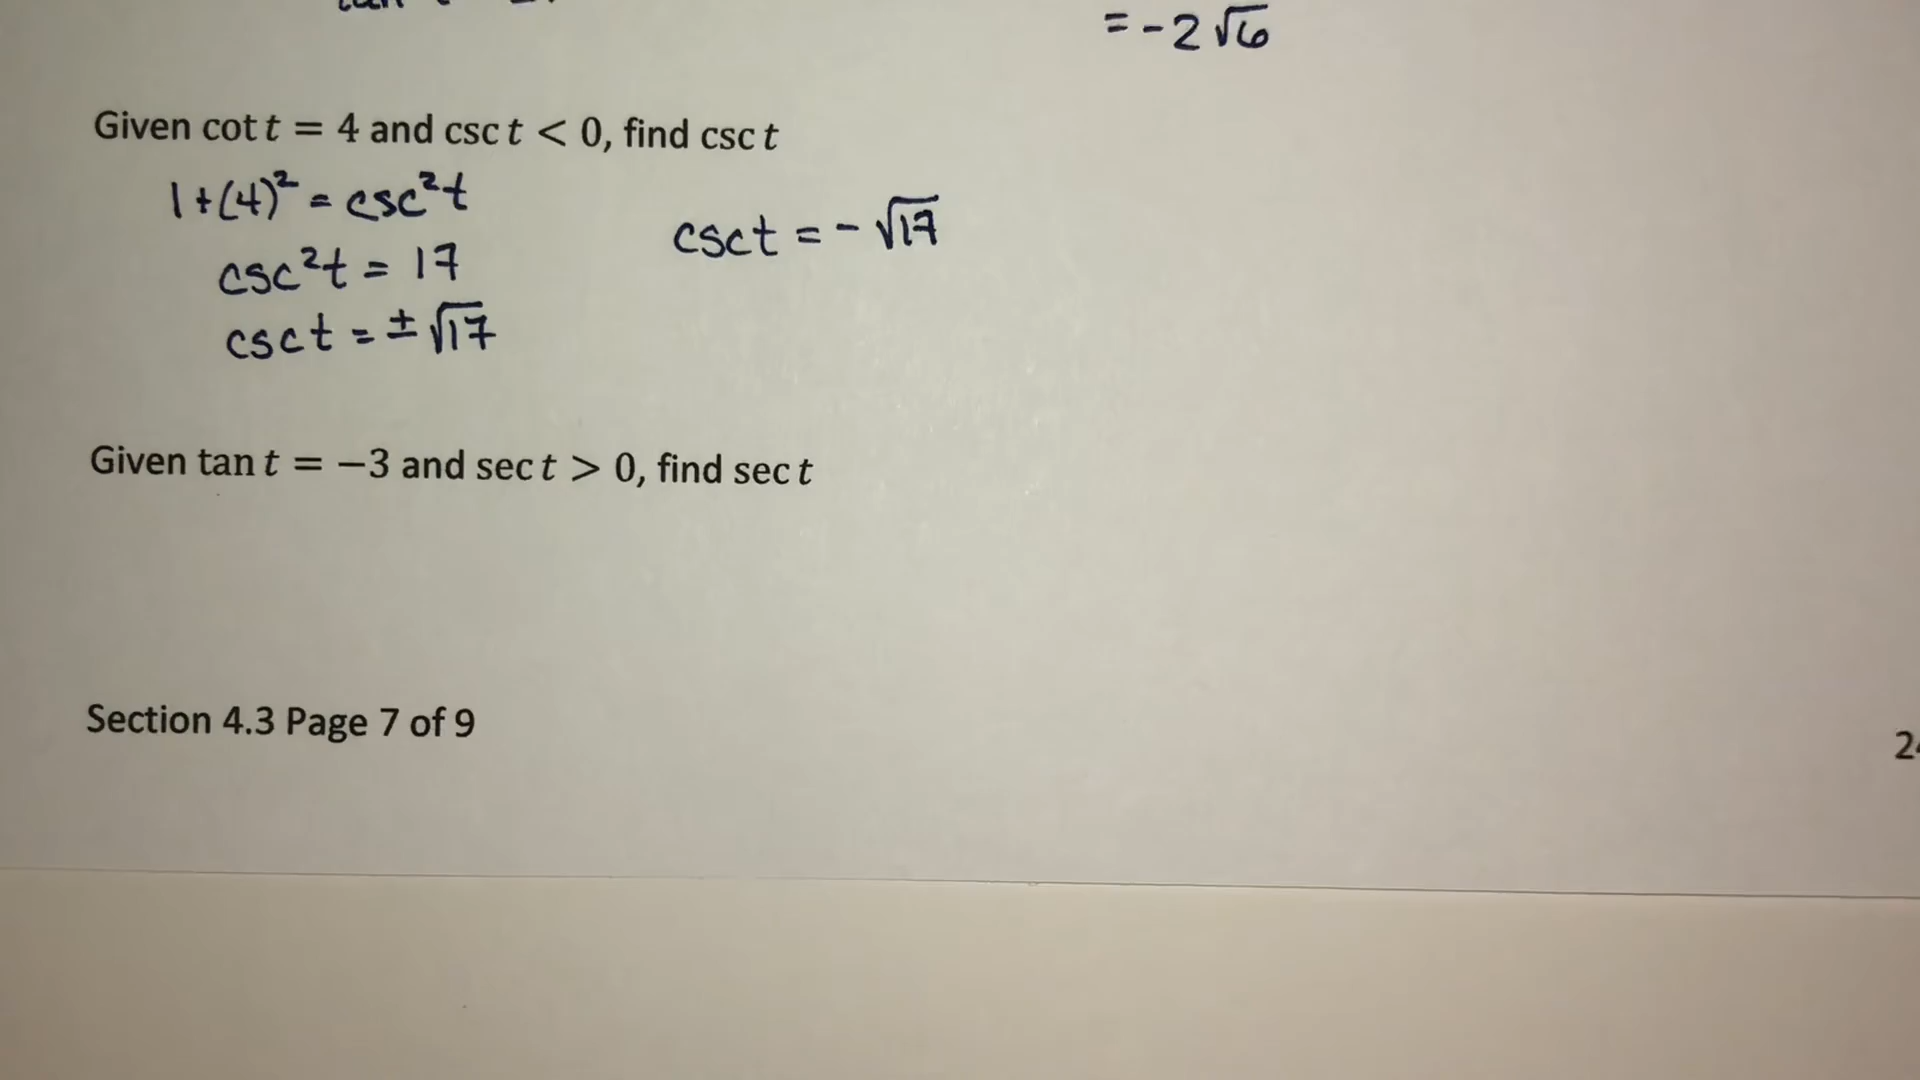 = -2√6
Given cot t = 4 and csc t < 0, find csc t
1+(4)² = csc²t
csc t = - √17
csc²t = 17
csc t = ± √17
Given tan t = −3 and sec t > 0, find sec t
Section 4.3 Page 7 of 9